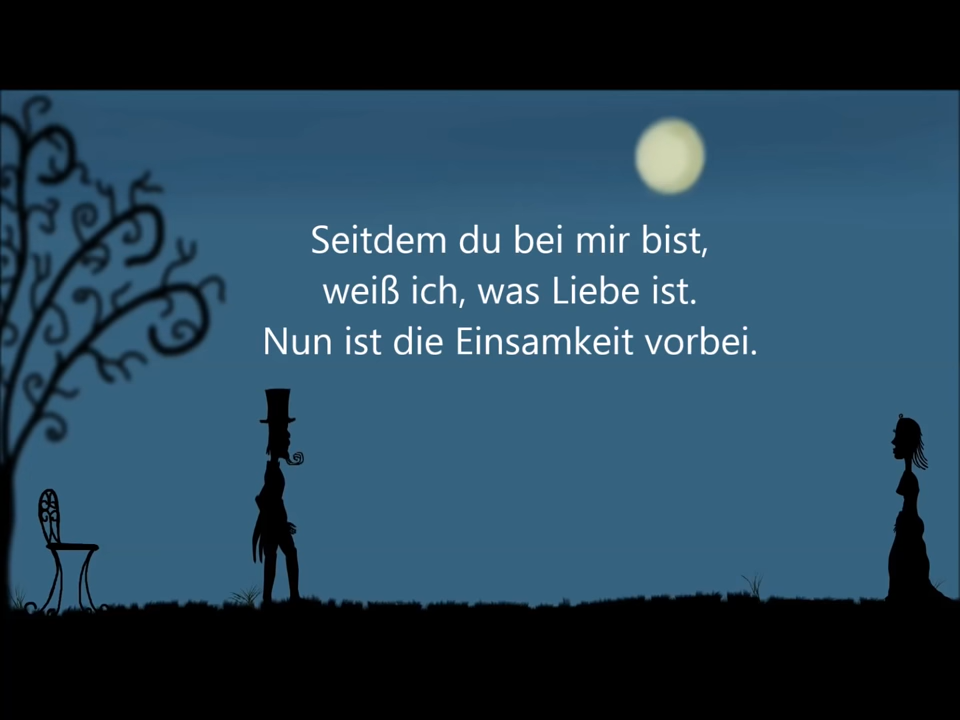 Seitdem du bei mir bist,
weiß ich, was Liebe ist.
Nun ist die Einsamkeit vorbei.